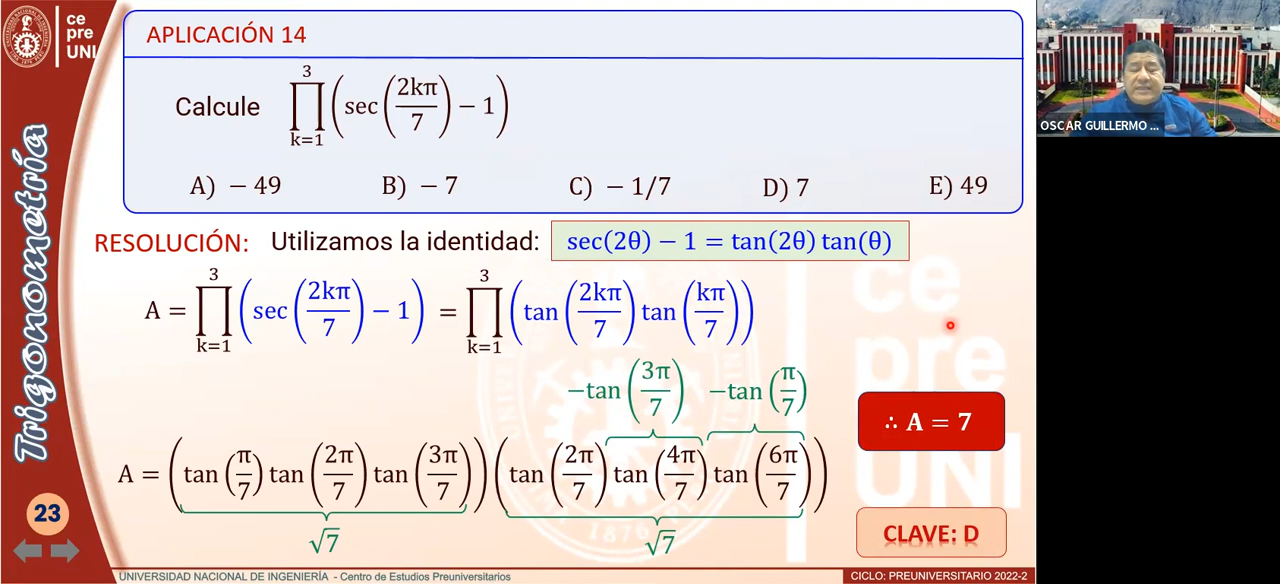 ce
pre
UNI
Trigonometría
23
APLICACIÓN 14
Calcule ∏_{k=1}^{3} (sec(2kπ/7) − 1)
A) − 49 B) − 7 C) − 1/7 D) 7 E) 49
RESOLUCIÓN: Utilizamos la identidad: sec(2θ) − 1 = tan(2θ) tan(θ)
A = ∏_{k=1}^{3} (sec(2kπ/7) − 1) = ∏_{k=1}^{3} (tan(2kπ/7) tan(kπ/7))
−tan(3π/7) −tan(π/7)
A = (tan(π/7) tan(2π/7) tan(3π/7)) (tan(2π/7) tan(4π/7) tan(6π/7))
√7 √7
∴ A = 7
CLAVE: D
ce
pre
UNI
1876
UNIVERSIDAD NACIONAL DE INGENIERÍA - Centro de Estudios Preuniversitarios
CICLO: PREUNIVERSITARIO 2022-2
OSCAR GUILLERMO ...